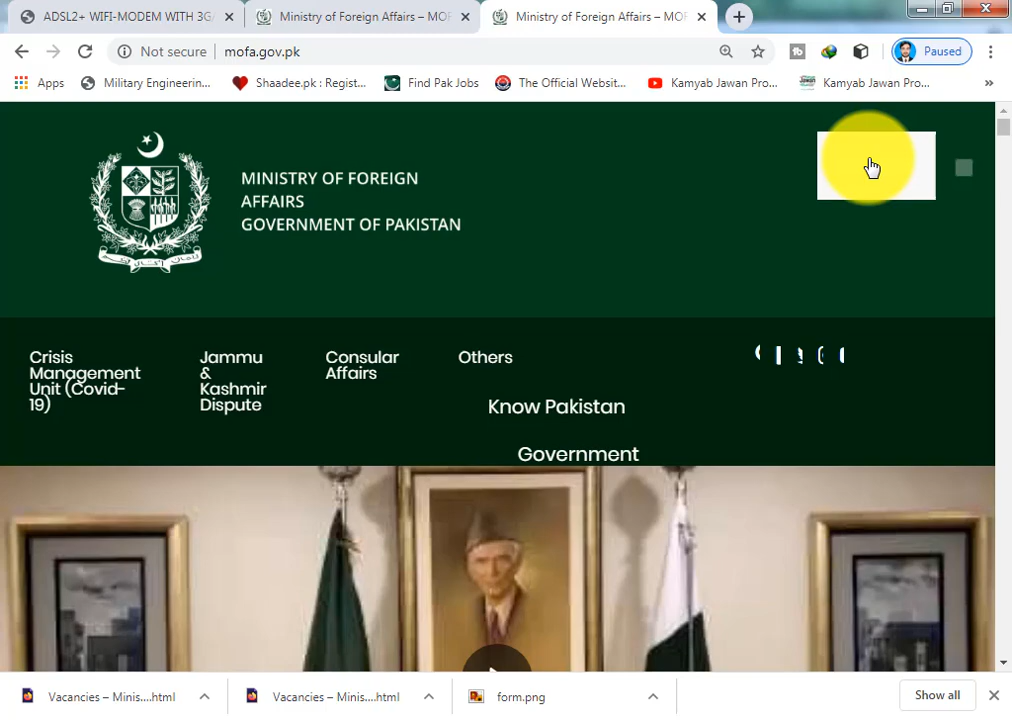 ADSL2+ WIFI-MODEM WITH 3G/
Ministry of Foreign Affairs – MOF
Ministry of Foreign Affairs – MOF
Not secure
mofa.gov.pk
Paused
Apps
Military Engineerin...
Shaadee.pk : Regist...
Find Pak Jobs
The Official Websit...
Kamyab Jawan Pro...
Kamyab Jawan Pro...
MINISTRY OF FOREIGN
AFFAIRS
GOVERNMENT OF PAKISTAN
Crisis
Management
Unit (Covid-
19)
Jammu
&
Kashmir
Dispute
Consular
Affairs
Others
Know Pakistan
Government
Vacancies – Minis....html
Vacancies – Minis....html
form.png
Show all